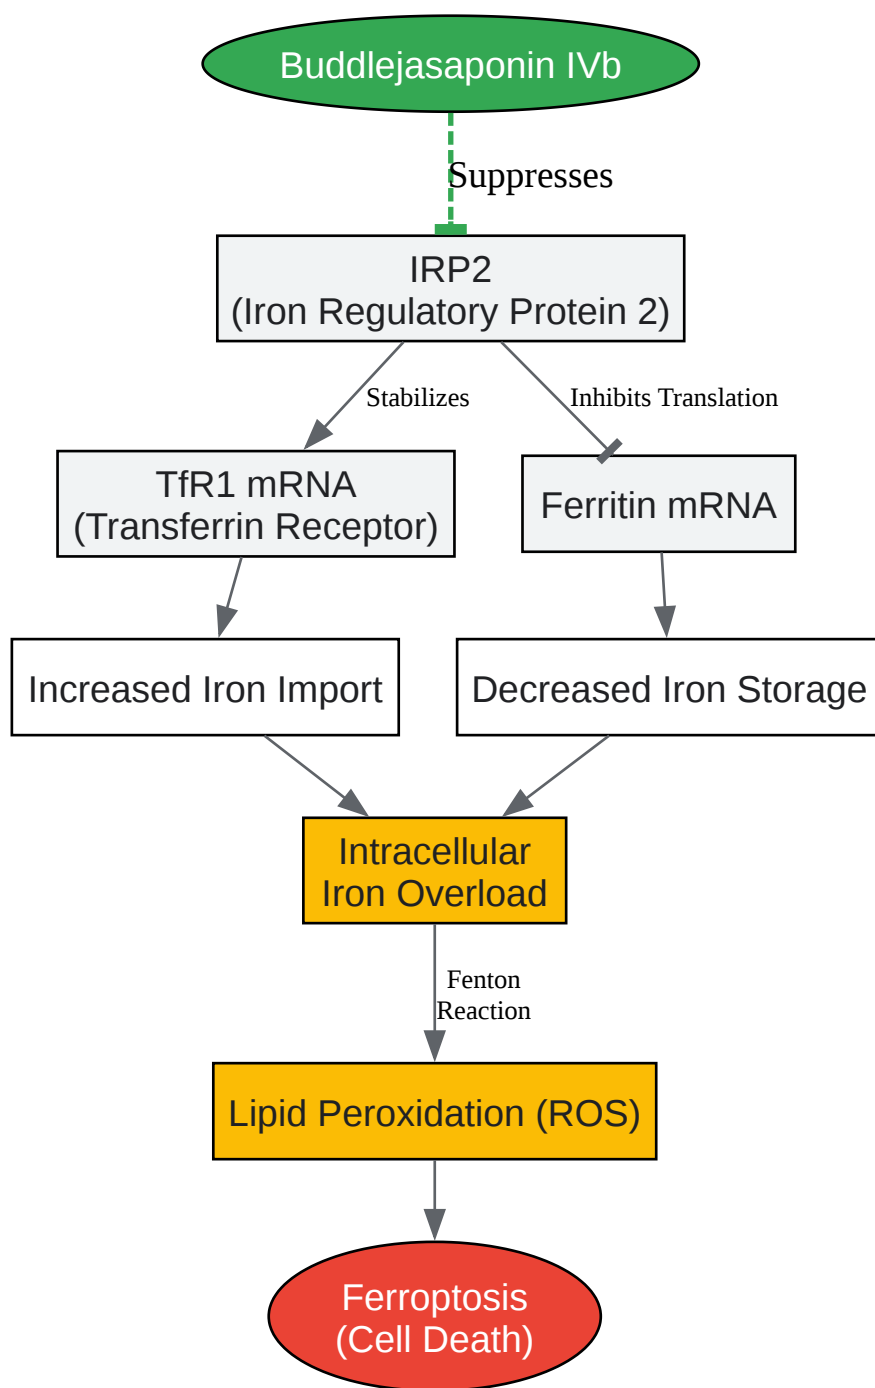 Buddlejasaponin IVb
Suppresses
IRP2
(Iron Regulatory Protein 2)
Stabilizes
Inhibits Translation
TfR1 mRNA
(Transferrin Receptor)
Ferritin mRNA
Increased Iron Import
Decreased Iron Storage
Intracellular
Iron Overload
Fenton
Reaction
Lipid Peroxidation (ROS)
Ferroptosis
(Cell Death)